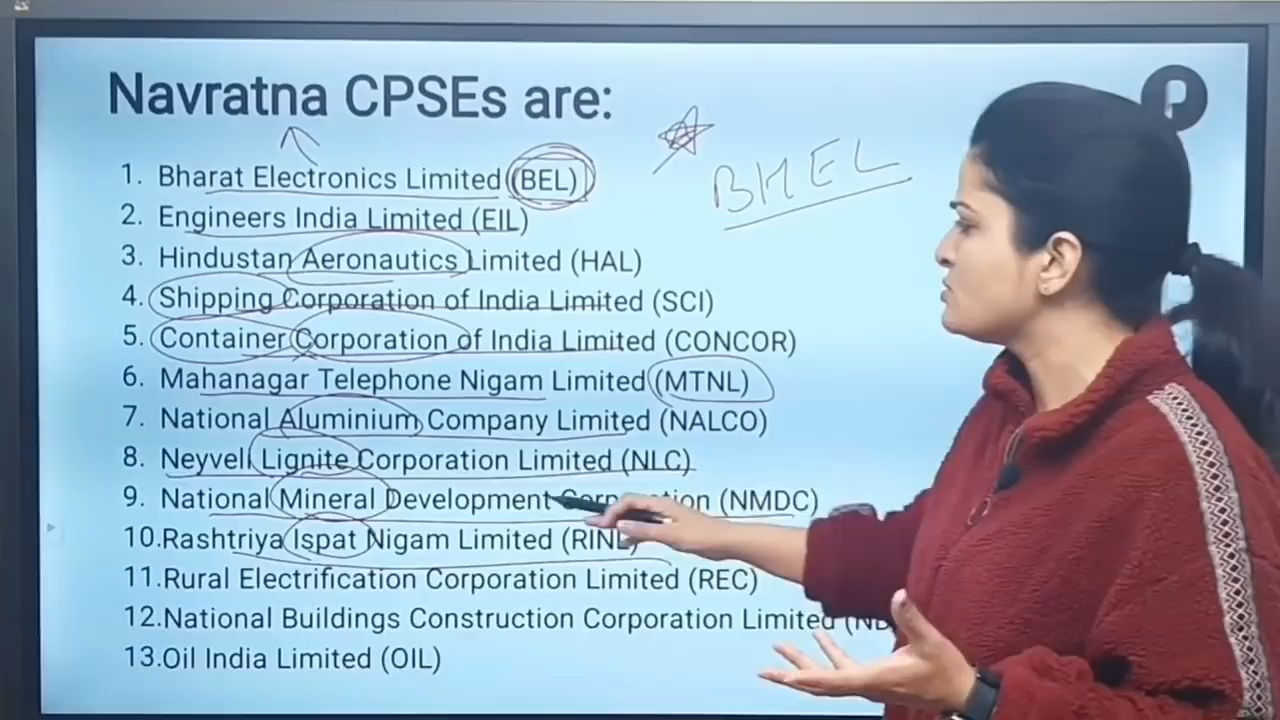 Navratna CPSEs are:
1. Bharat Electronics Limited (BEL)
BHEL
2. Engineers India Limited (EIL)
3. Hindustan Aeronautics Limited (HAL)
4. Shipping Corporation of India Limited (SCI)
5. Container Corporation of India Limited (CONCOR)
6. Mahanagar Telephone Nigam Limited (MTNL)
7. National Aluminium Company Limited (NALCO)
8. Neyveli Lignite Corporation Limited (NLC)
9. National Mineral Development Corporation (NMDC)
10.Rashtriya Ispat Nigam Limited (RINL)
11.Rural Electrification Corporation Limited (REC)
12.National Buildings Construction Corporation Limited
13.Oil India Limited (OIL)